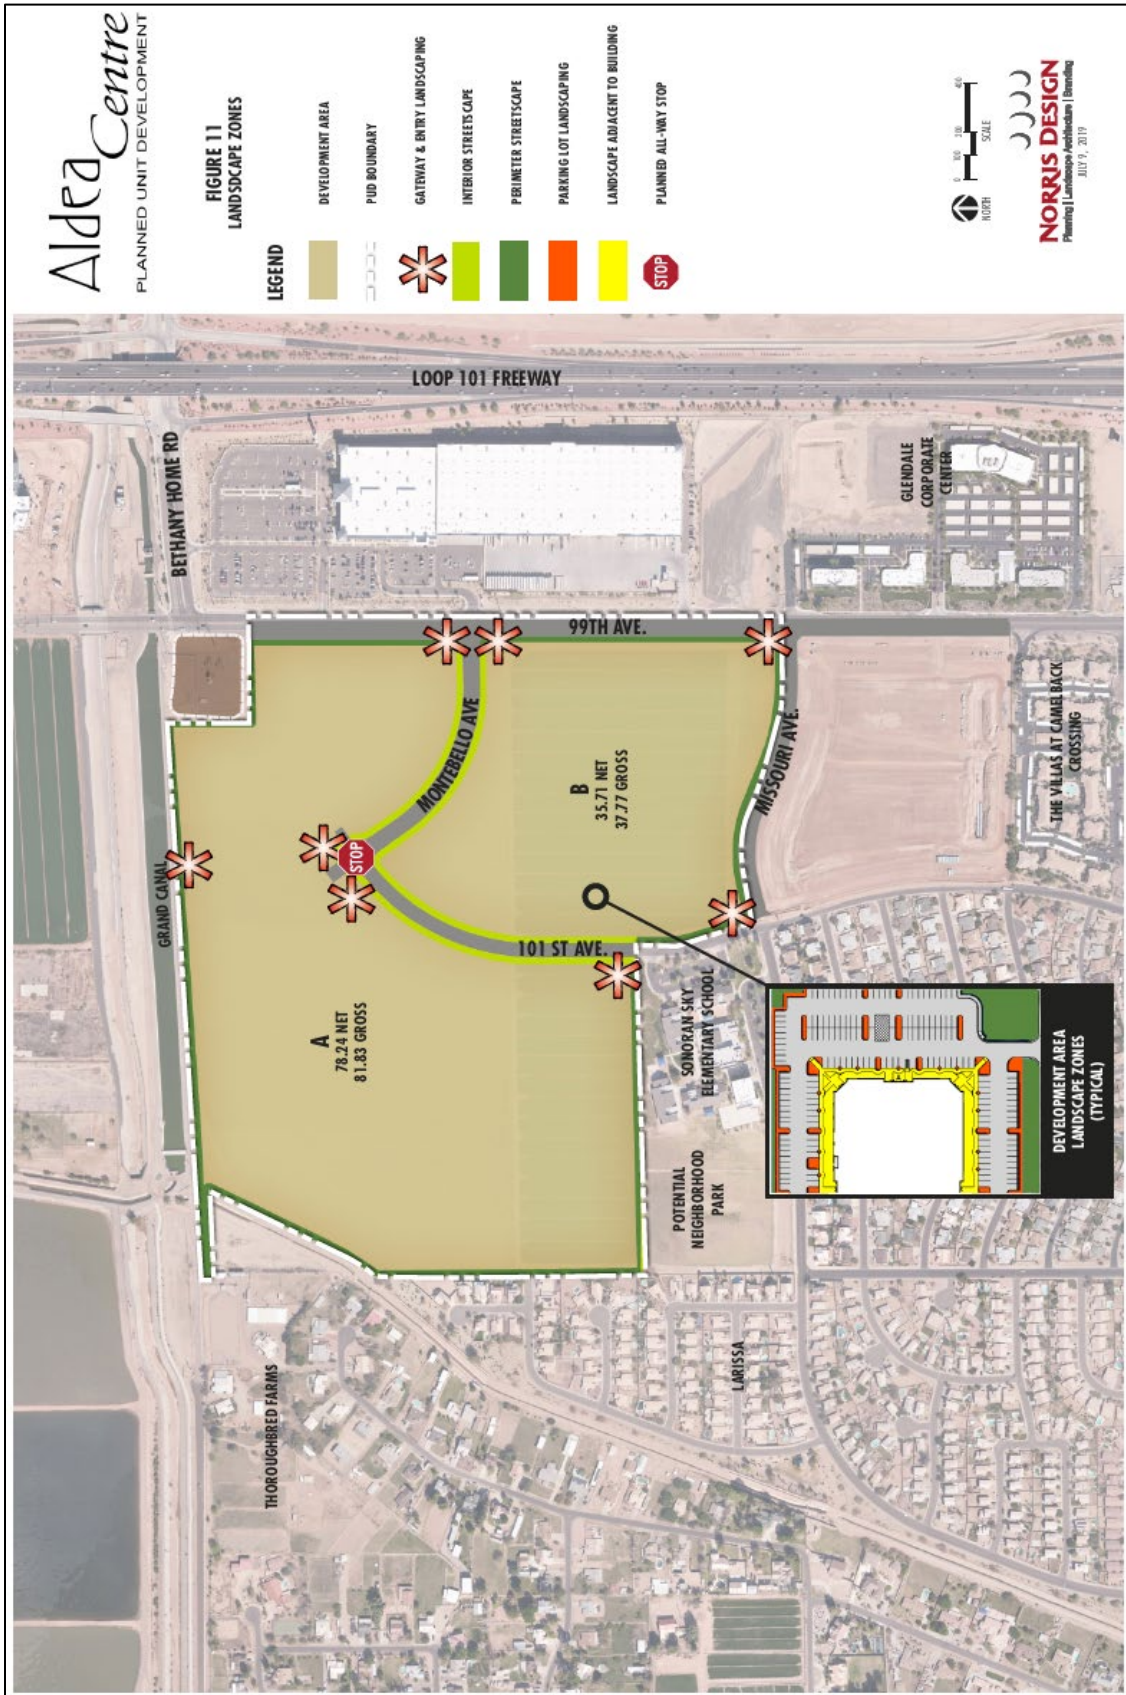 Aldea
Centre
PLANNED UNIT DEVELOPMENT
FIGURE 11
LANDSDCAPE ZONES
LEGEND
DEVELOPMENT AREA
PUD BOUNDARY
GATEWAY & ENTRY LANDSCAPING
INTERIOR STREETSCAPE
PERIMETER STREETSCAPE
PARKING LOT LANDSCAPING
LANDSCAPE ADJACENT TO BUILDING
STOP
PLANNED ALL-WAY STOP
NORTH
0 100 200 400
SCALE
NORRIS DESIGN
Planning | Landscape Architecture | Branding
JULY 9, 2019
LOOP 101 FREEWAY
BETHANY HOME RD
GLENDALE
CORPORATE
CENTER
99TH AVE.
MONTEBELLO AVE
MISSOURI AVE.
THE VILLAS AT CAMELBACK
CROSSING
GRAND CANAL
STOP
B
35.71 NET
37.77 GROSS
101 ST AVE.
A
78.24 NET
81.83 GROSS
SONORAN SKY
ELEMENTARY SCHOOL
POTENTIAL
NEIGHBORHOOD
PARK
DEVELOPMENT AREA
LANDSCAPE ZONES
(TYPICAL)
THOROUGHBRED FARMS
LARISSA